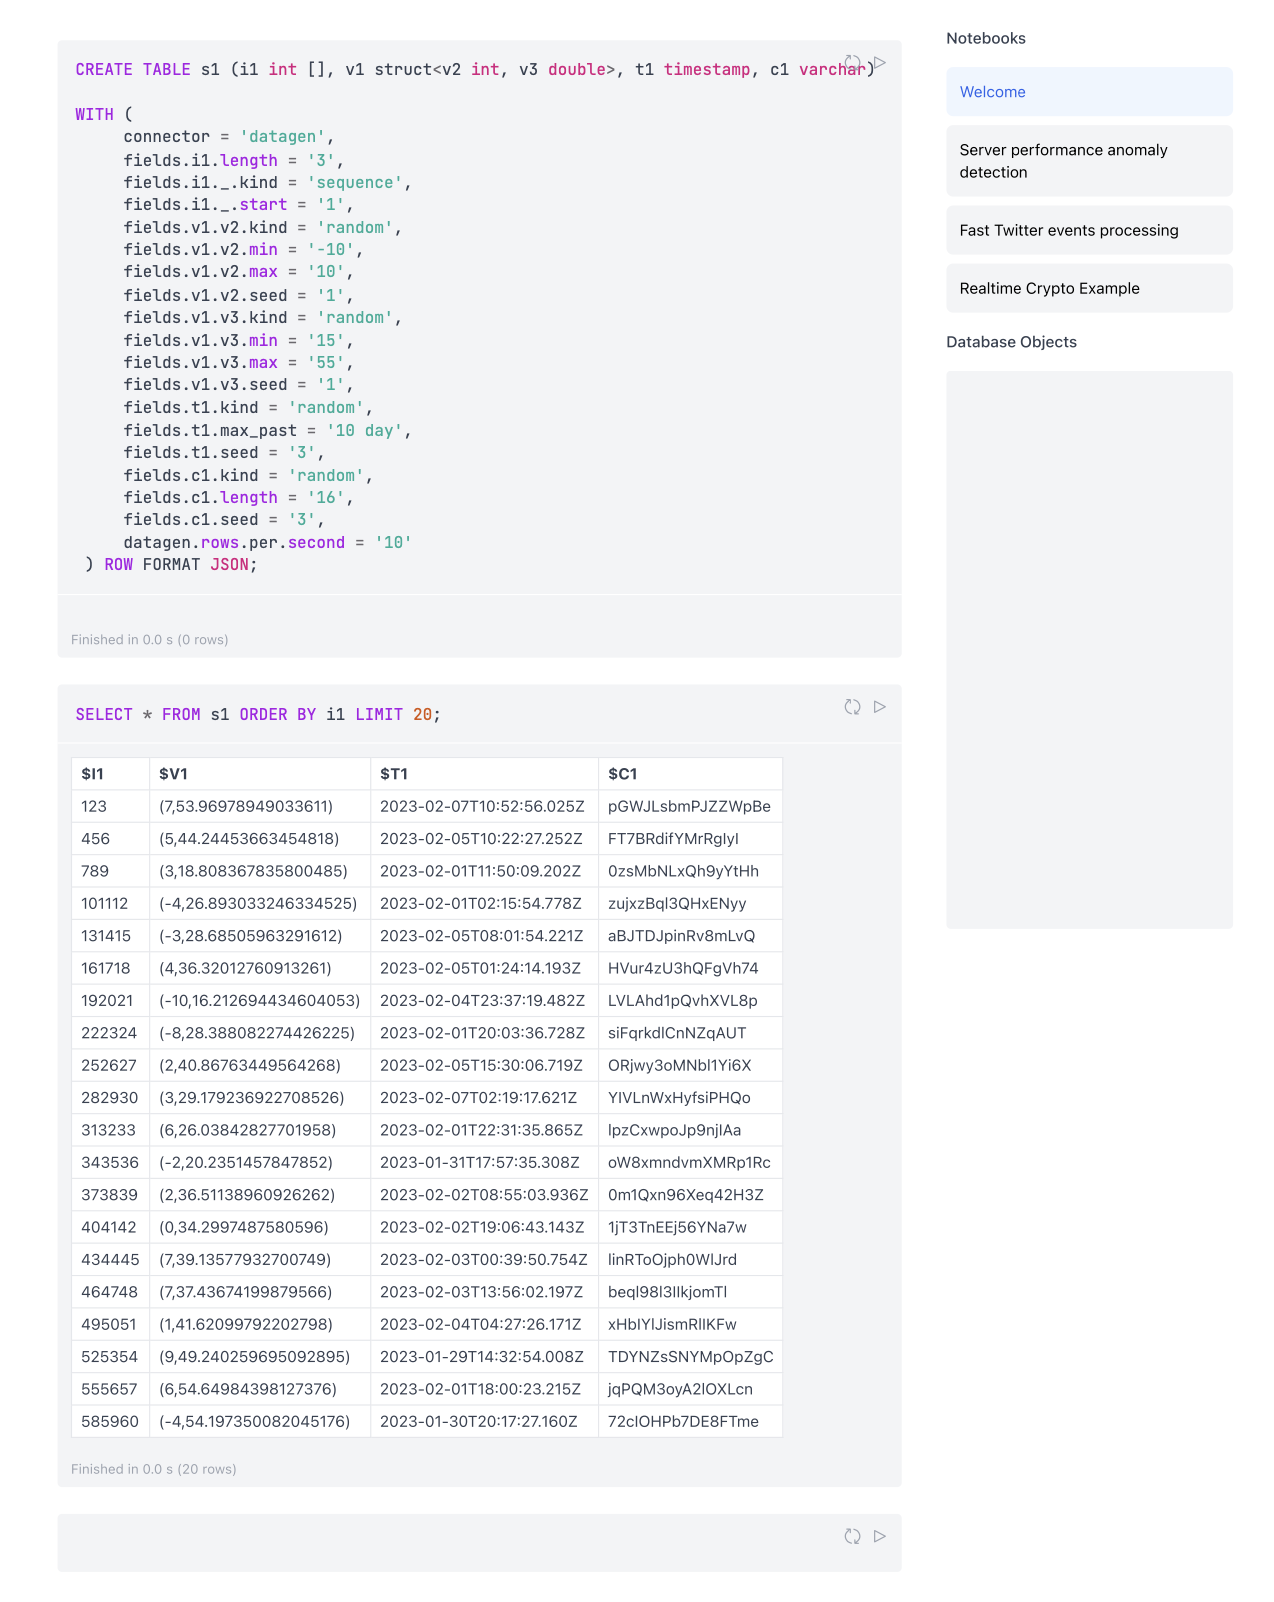 CREATE TABLE s1 (i1 int [], v1 struct<v2 int, v3 double>, t1 timestamp, c1 varchar)
WITH (
connector = 'datagen',
fields.i1.length = '3',
fields.i1._.kind = 'sequence',
fields.i1._.start = '1',
fields.v1.v2.kind = 'random',
fields.v1.v2.min = '-10',
fields.v1.v2.max = '10',
fields.v1.v2.seed = '1',
fields.v1.v3.kind = 'random',
fields.v1.v3.min = '15',
fields.v1.v3.max = '55',
fields.v1.v3.seed = '1',
fields.t1.kind = 'random',
fields.t1.max_past = '10 day',
fields.t1.seed = '3',
fields.c1.kind = 'random',
fields.c1.length = '16',
fields.c1.seed = '3',
datagen.rows.per.second = '10'
) ROW FORMAT JSON;
Finished in 0.0 s (0 rows)
SELECT * FROM s1 ORDER BY i1 LIMIT 20;
$I1 $V1 $T1 $C1
123 (7,53.96978949033611) 2023-02-07T10:52:56.025Z pGWJLsbmPJZZWpBe
456 (5,44.24453663454818) 2023-02-05T10:22:27.252Z FT7BRdifYMrRglyI
789 (3,18.808367835800485) 2023-02-01T11:50:09.202Z 0zsMbNLxQh9yYtHh
101112 (-4,26.893033246334525) 2023-02-01T02:15:54.778Z zujxzBql3QHxENyy
131415 (-3,28.68505963291612) 2023-02-05T08:01:54.221Z aBJTDJpinRv8mLvQ
161718 (4,36.32012760913261) 2023-02-05T01:24:14.193Z HVur4zU3hQFgVh74
192021 (-10,16.212694434604053) 2023-02-04T23:37:19.482Z LVLAhd1pQvhXVL8p
222324 (-8,28.388082274426225) 2023-02-01T20:03:36.728Z siFqrkdlCnNZqAUT
252627 (2,40.86763449564268) 2023-02-05T15:30:06.719Z ORjwy3oMNbl1Yi6X
282930 (3,29.179236922708526) 2023-02-07T02:19:17.621Z YIVLnWxHyfsiPHQo
313233 (6,26.03842827701958) 2023-02-01T22:31:35.865Z lpzCxwpoJp9njlAa
343536 (-2,20.2351457847852) 2023-01-31T17:57:35.308Z oW8xmndvmXMRp1Rc
373839 (2,36.51138960926262) 2023-02-02T08:55:03.936Z 0m1Qxn96Xeq42H3Z
404142 (0,34.2997487580596) 2023-02-02T19:06:43.143Z 1jT3TnEEj56YNa7w
434445 (7,39.13577932700749) 2023-02-03T00:39:50.754Z linRToOjph0WlJrd
464748 (7,37.43674199879566) 2023-02-03T13:56:02.197Z beql98l3IlkjomTl
495051 (1,41.62099792202798) 2023-02-04T04:27:26.171Z xHblYlJismRlIKFw
525354 (9,49.240259695092895) 2023-01-29T14:32:54.008Z TDYNZsSNYMpOpZgC
555657 (6,54.64984398127376) 2023-02-01T18:00:23.215Z jqPQM3oyA2lOXLcn
585960 (-4,54.197350082045176) 2023-01-30T20:17:27.160Z 72clOHPb7DE8FTme
Finished in 0.0 s (20 rows)
Notebooks
Welcome
Server performance anomaly
detection
Fast Twitter events processing
Realtime Crypto Example
Database Objects